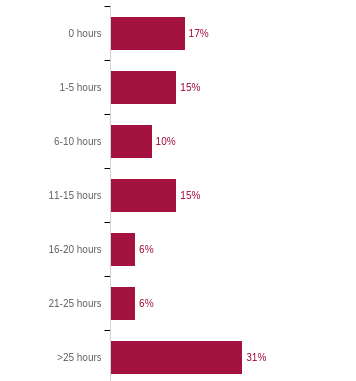 0 hours 17%
1-5 hours 15%
6-10 hours 10%
11-15 hours 15%
16-20 hours 6%
21-25 hours 6%
>25 hours 31%